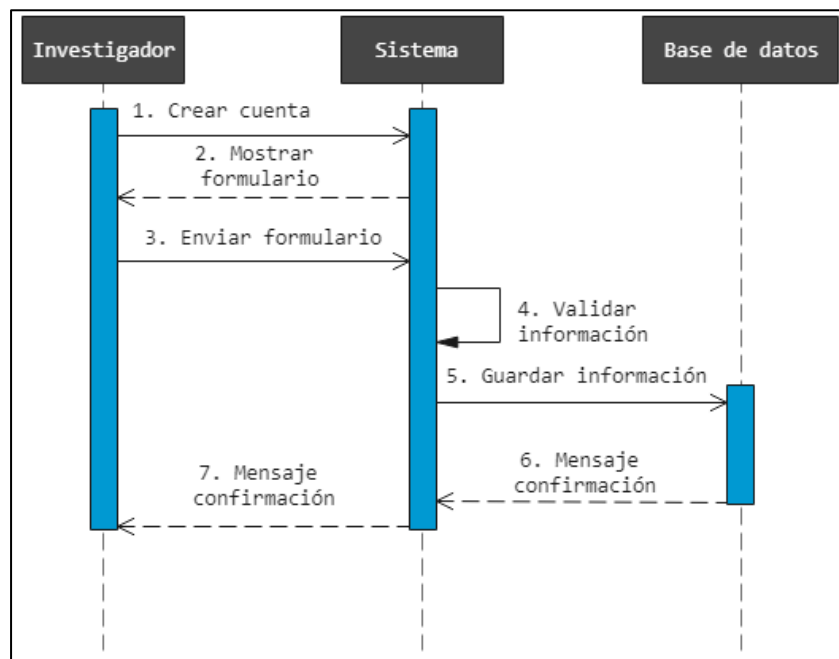 Investigador
Sistema
Base de datos
1. Crear cuenta
2. Mostrar
formulario
3. Enviar formulario
4. Validar
información
5. Guardar información
6. Mensaje
confirmación
7. Mensaje
confirmación